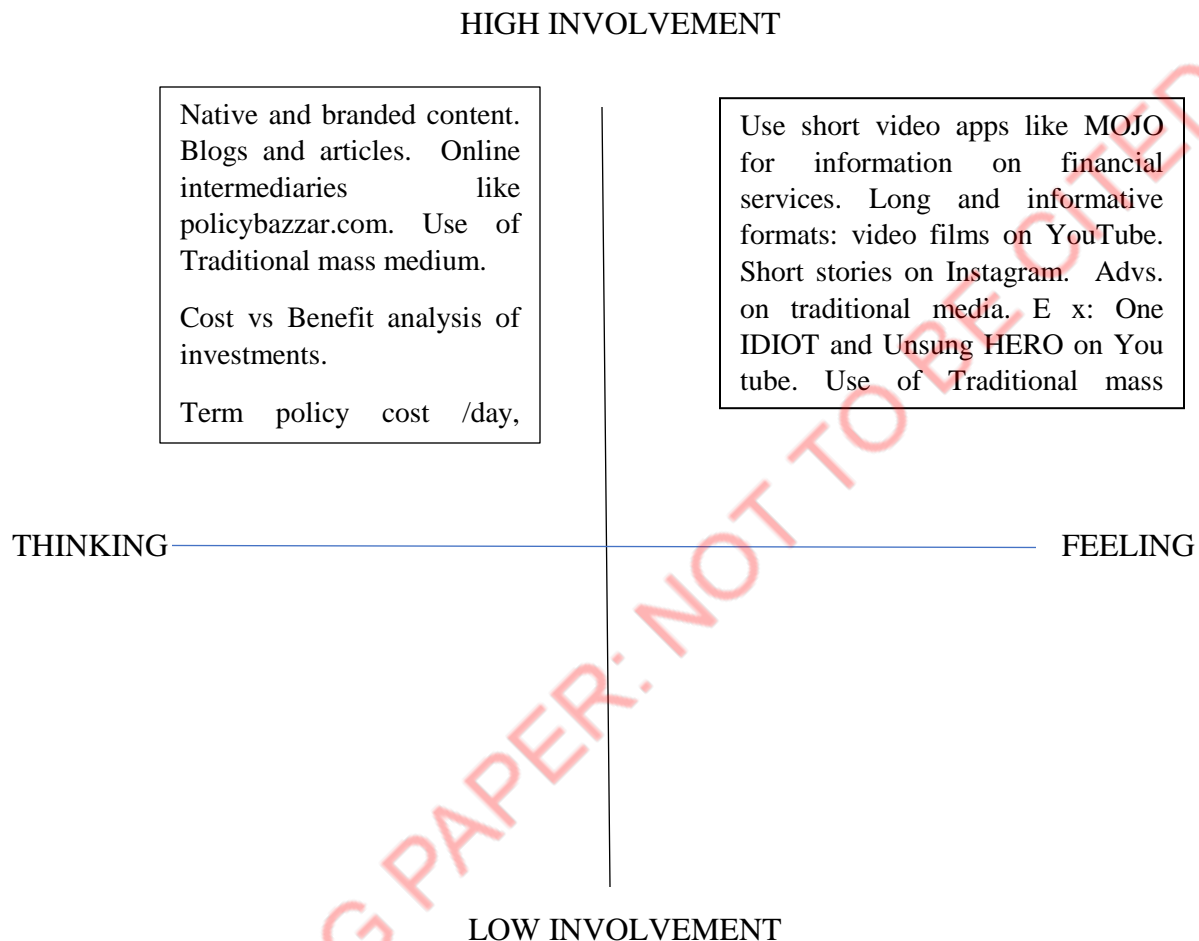 HIGH INVOLVEMENT
Native and branded content.
Blogs and articles. Online
intermediaries like
policybazzar.com. Use of
Traditional mass medium.
Cost vs Benefit analysis of
investments.
Term policy cost /day,
Use short video apps like MOJO
for information on financial
services. Long and informative
formats: video films on YouTube.
Short stories on Instagram. Advs.
on traditional media. E x: One
IDIOT and Unsung HERO on You
tube. Use of Traditional mass
THINKING
FEELING
LOW INVOLVEMENT
G PAPER: NOT TO BE CITED